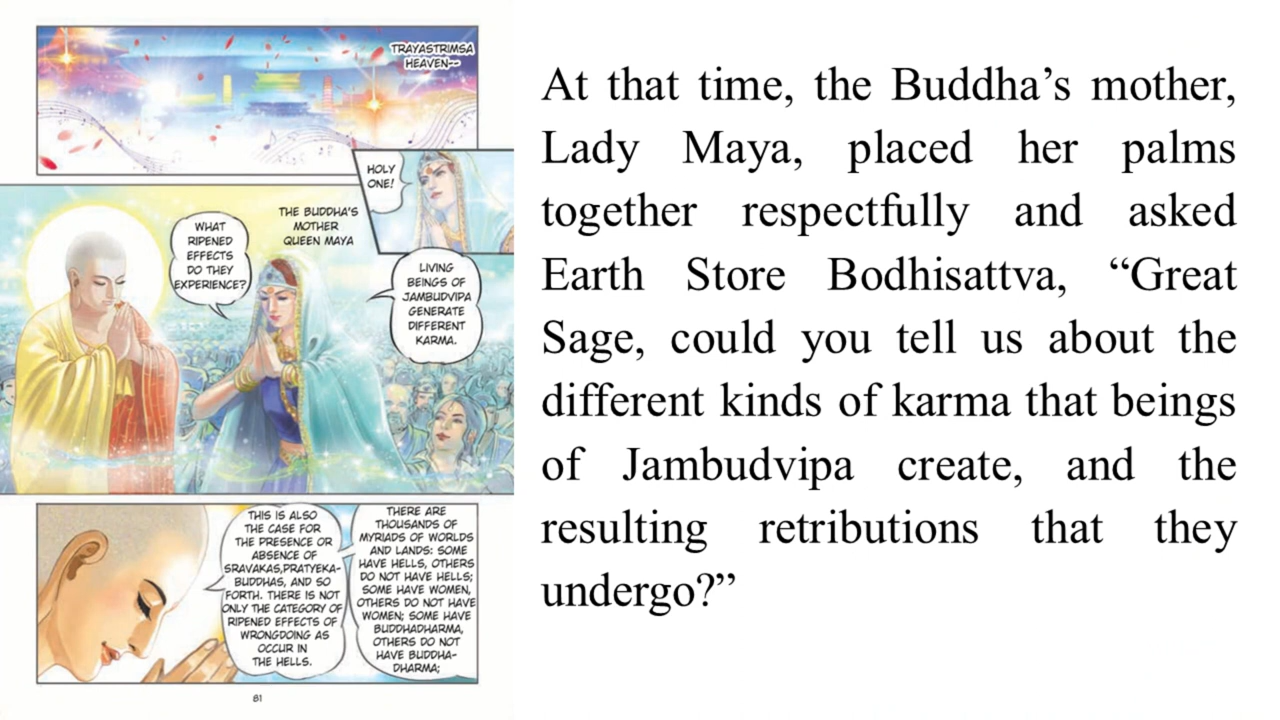 TRAYASTRIMSA
HEAVEN--
HOLY
ONE!
THE BUDDHA'S
MOTHER
QUEEN MAYA
LIVING
BEINGS OF
JAMBUDVIPA
GENERATE
DIFFERENT
KARMA.
WHAT
RIPENED
EFFECTS
DO THEY
EXPERIENCE?
THERE ARE
THOUSANDS OF
MYRIADS OF WORLDS
AND LANDS: SOME
HAVE HELLS, OTHERS
DO NOT HAVE HELLS;
SOME HAVE WOMEN,
OTHERS DO NOT HAVE
WOMEN; SOME HAVE
BUDDHADHARMA,
OTHERS DO NOT
HAVE BUDDHA-
DHARMA;
THIS IS ALSO
THE CASE FOR
THE PRESENCE OR
ABSENCE OF
SRAVAKAS,PRATYEKA-
BUDDHAS, AND SO
FORTH. THERE IS NOT
ONLY THE CATEGORY OF
RIPENED EFFECTS OF
WRONGDOING AS
OCCUR IN
THE HELLS.
81
At that time, the Buddha’s mother,
Lady Maya, placed her palms
together respectfully and asked
Earth Store Bodhisattva, “Great
Sage, could you tell us about the
different kinds of karma that beings
of Jambudvipa create, and the
resulting retributions that they
undergo?”